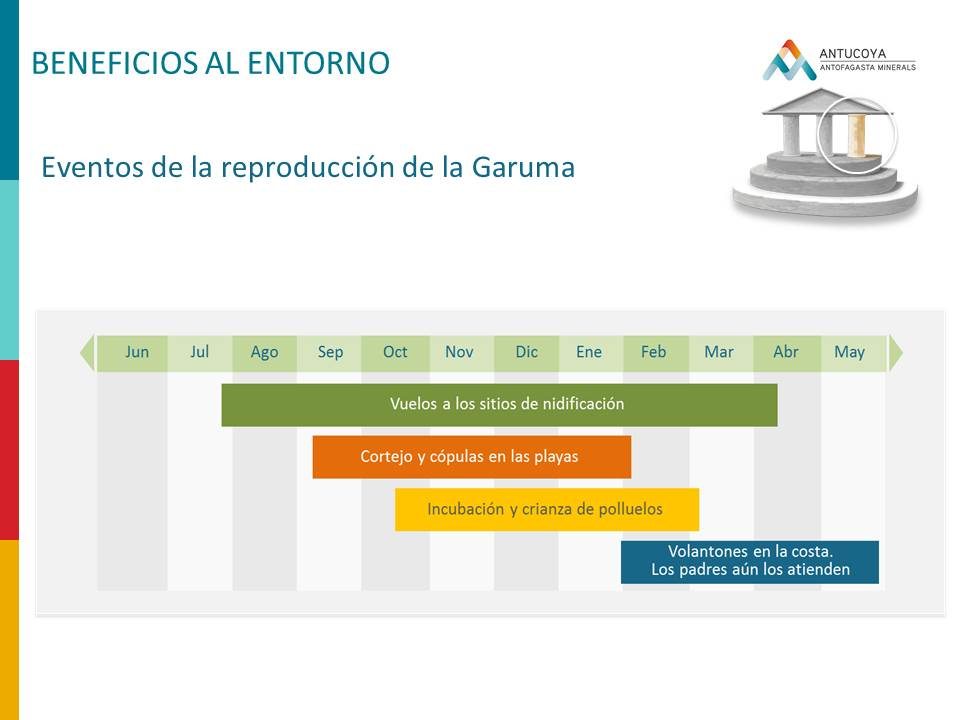 BENEFICIOS AL ENTORNO
ANTUCOYA
ANTOFAGASTA MINERALS
Eventos de la reproducción de la Garuma
Jun Jul Ago Sep Oct Nov Dic Ene Feb Mar Abr May
Vuelos a los sitios de nidificación
Cortejo y cópulas en las playas
Incubación y crianza de polluelos
Volantones en la costa.
Los padres aún los atienden